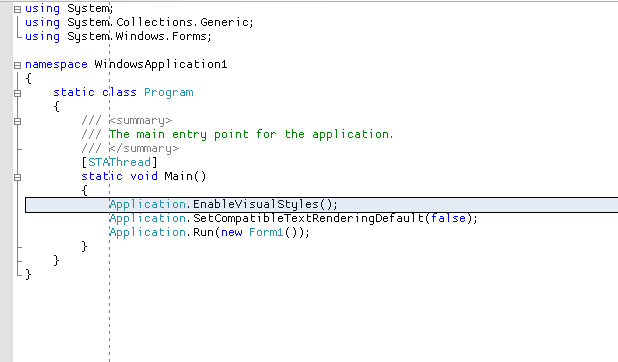 using System;
using System.Collections.Generic;
using System.Windows.Forms;

namespace WindowsApplication1
{
    static class Program
    {
        /// <summary>
        /// The main entry point for the application.
        /// </summary>
        [STAThread]
        static void Main()
        {
            Application.EnableVisualStyles();
            Application.SetCompatibleTextRenderingDefault(false);
            Application.Run(new Form1());
        }
    }
}